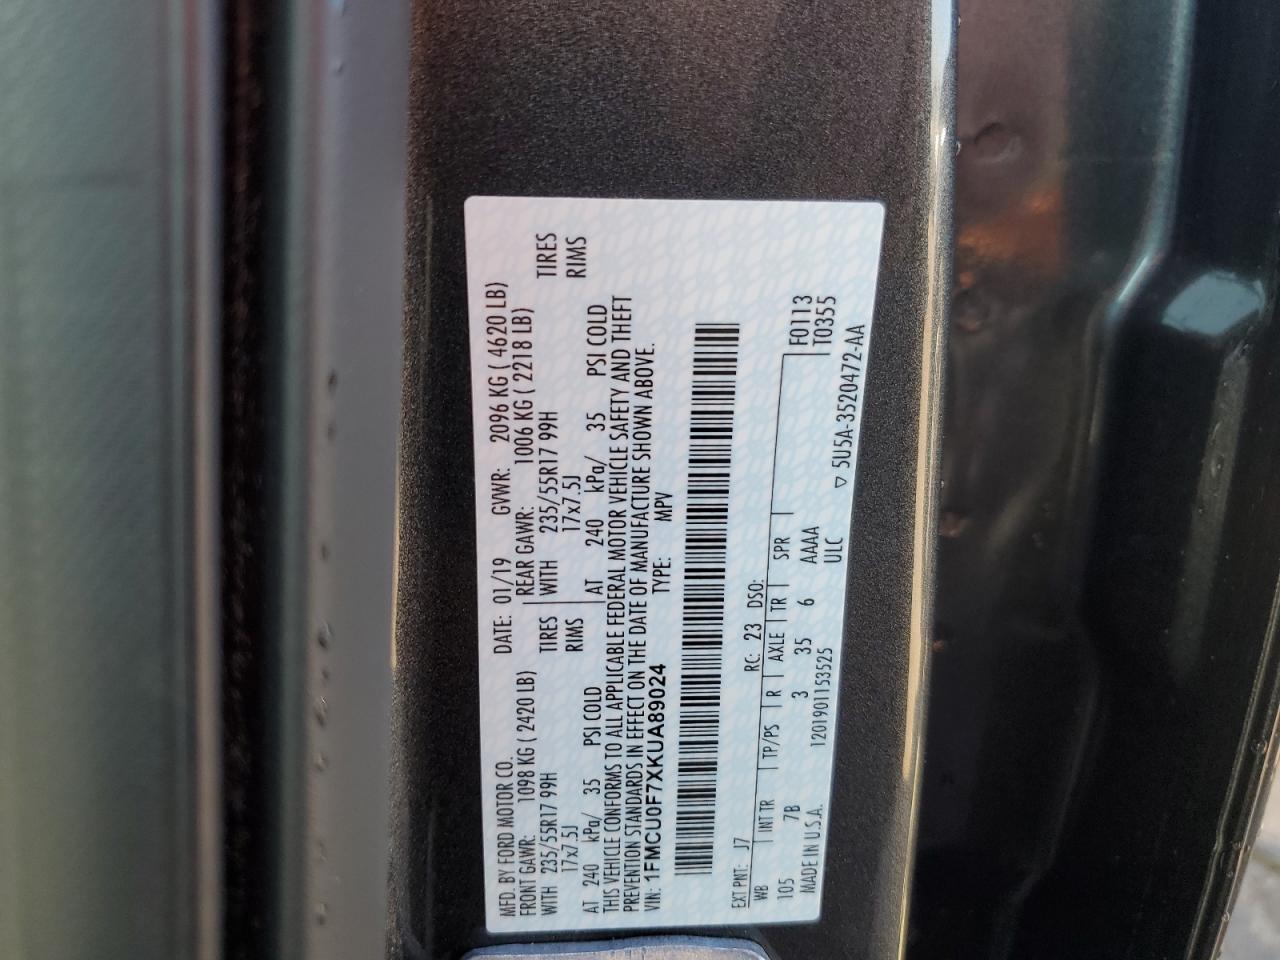 MFD. BY FORD MOTOR CO. DATE: 01/19 GVWR: 2096 KG ( 4620 LB)
FRONT GAWR: 1098 KG ( 2420 LB) REAR GAWR: 1006 KG ( 2218 LB)
WITH 235/55R17 99H TIRES WITH 235/55R17 99H TIRES
17x7.5J RIMS 17x7.5J RIMS
AT 240 kPa/ 35 PSI COLD AT 240 kPa/ 35 PSI COLD
THIS VEHICLE CONFORMS TO ALL APPLICABLE FEDERAL MOTOR VEHICLE SAFETY AND THEFT
PREVENTION STANDARDS IN EFFECT ON THE DATE OF MANUFACTURE SHOWN ABOVE.
VIN: 1FMCU0F7XKUA89024 TYPE: MPV
EXT PNT: J7 RC: 23 DSO: F0113
WB INT TR TP/PS R AXLE TR SPR T0355
105 7B 3 35 6 AAAA
MADE IN U.S.A. 1201901153525 ULC
▽ 5U5A-3520472-AA